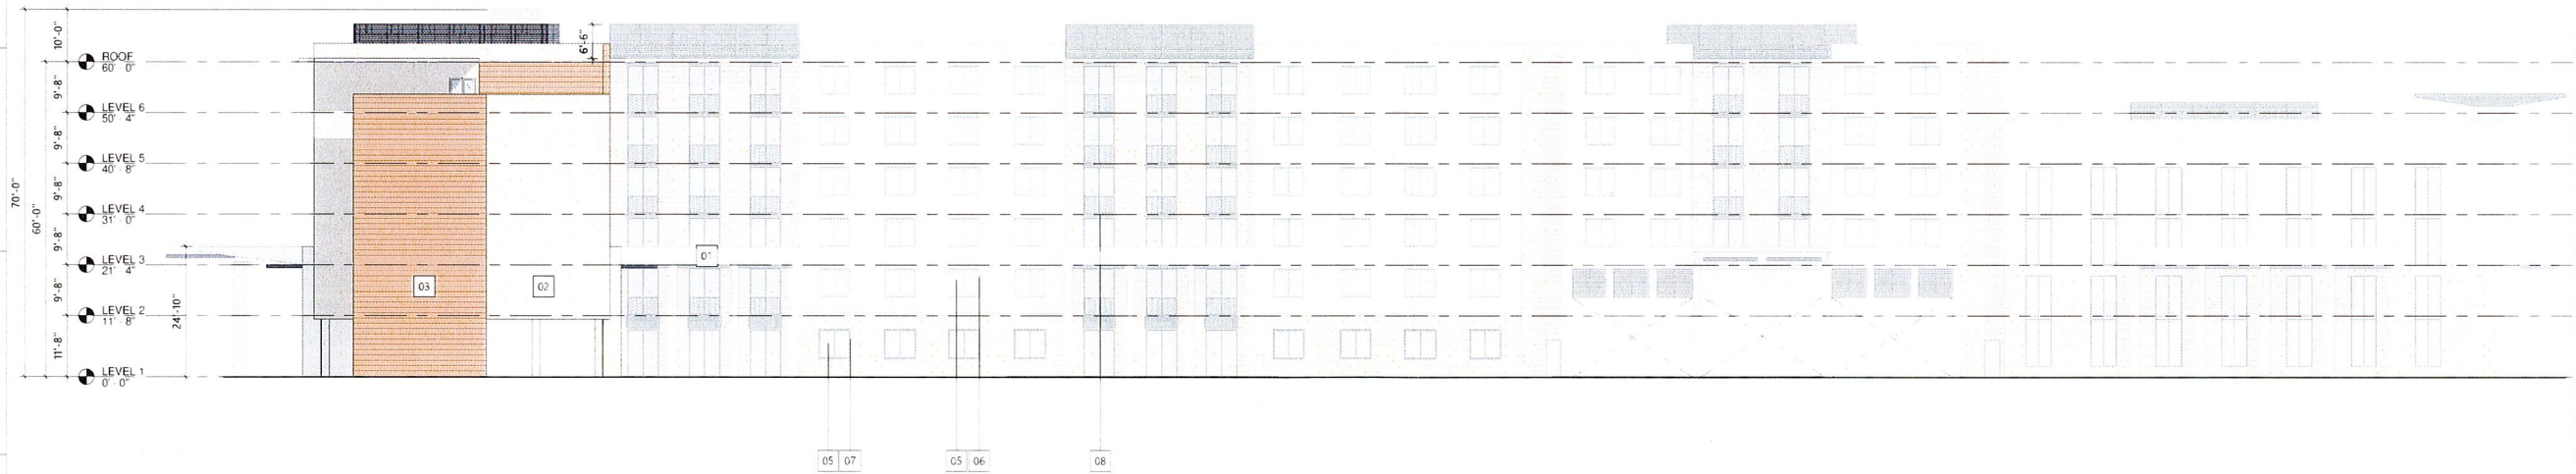 10'-0"
6'-6"
ROOF
60' - 0"
9'-8"
LEVEL 6
50' 4"
9'-8"
LEVEL 5
40' 8"
70'-0"
9'-8"
60'-0"
LEVEL 4
31' 0"
9'-8"
01
LEVEL 3
21' 4"
03
02
9'-8"
24'-10"
LEVEL 2
11' - 8"
11'-8"
LEVEL 1
0' - 0"
05 07 05 06 08